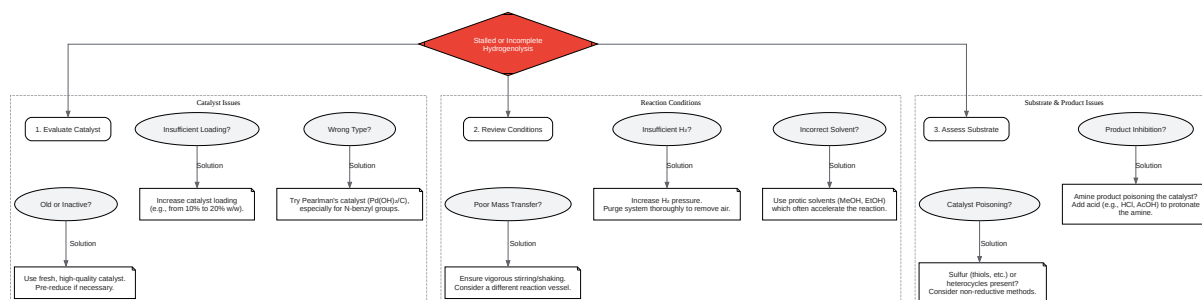 Stalled or Incomplete
Hydrogenolysis
Catalyst Issues
1. Evaluate Catalyst
Insufficient Loading?
Wrong Type?
Solution
Solution
Increase catalyst loading
(e.g., from 10% to 20% w/w).
Try Pearlman's catalyst (Pd(OH)₂/C),
especially for N-benzyl groups.
Old or Inactive?
Solution
Use fresh, high-quality catalyst.
Pre-reduce if necessary.
Reaction Conditions
2. Review Conditions
Insufficient H₂?
Incorrect Solvent?
Solution
Solution
Increase H₂ pressure.
Purge system thoroughly to remove air.
Use protic solvents (MeOH, EtOH)
which often accelerate the reaction.
Poor Mass Transfer?
Solution
Ensure vigorous stirring/shaking.
Consider a different reaction vessel.
Substrate & Product Issues
3. Assess Substrate
Product Inhibition?
Solution
Amine product poisoning the catalyst?
Add acid (e.g., HCl, AcOH) to protonate
the amine.
Catalyst Poisoning?
Solution
Sulfur (thiols, etc.) or
heterocycles present?
Consider non-reductive methods.